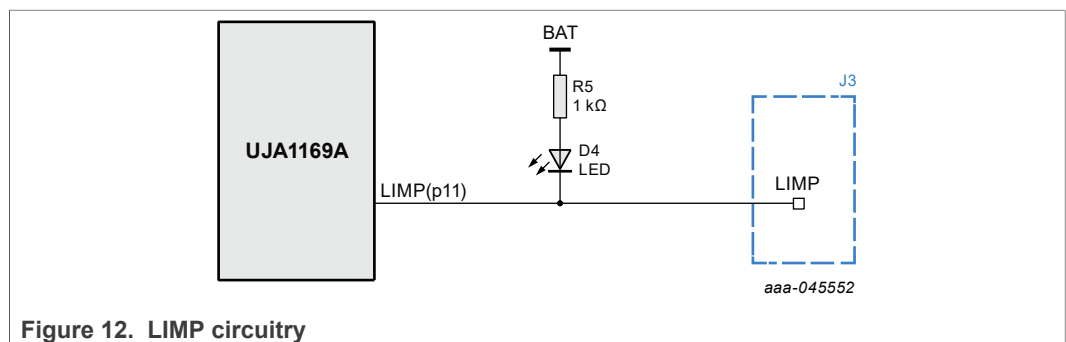 BAT
J3
R5
1 kΩ
UJA1169A
D4
LED
LIMP(p11)
LIMP
aaa-045552
Figure 12. LIMP circuitry